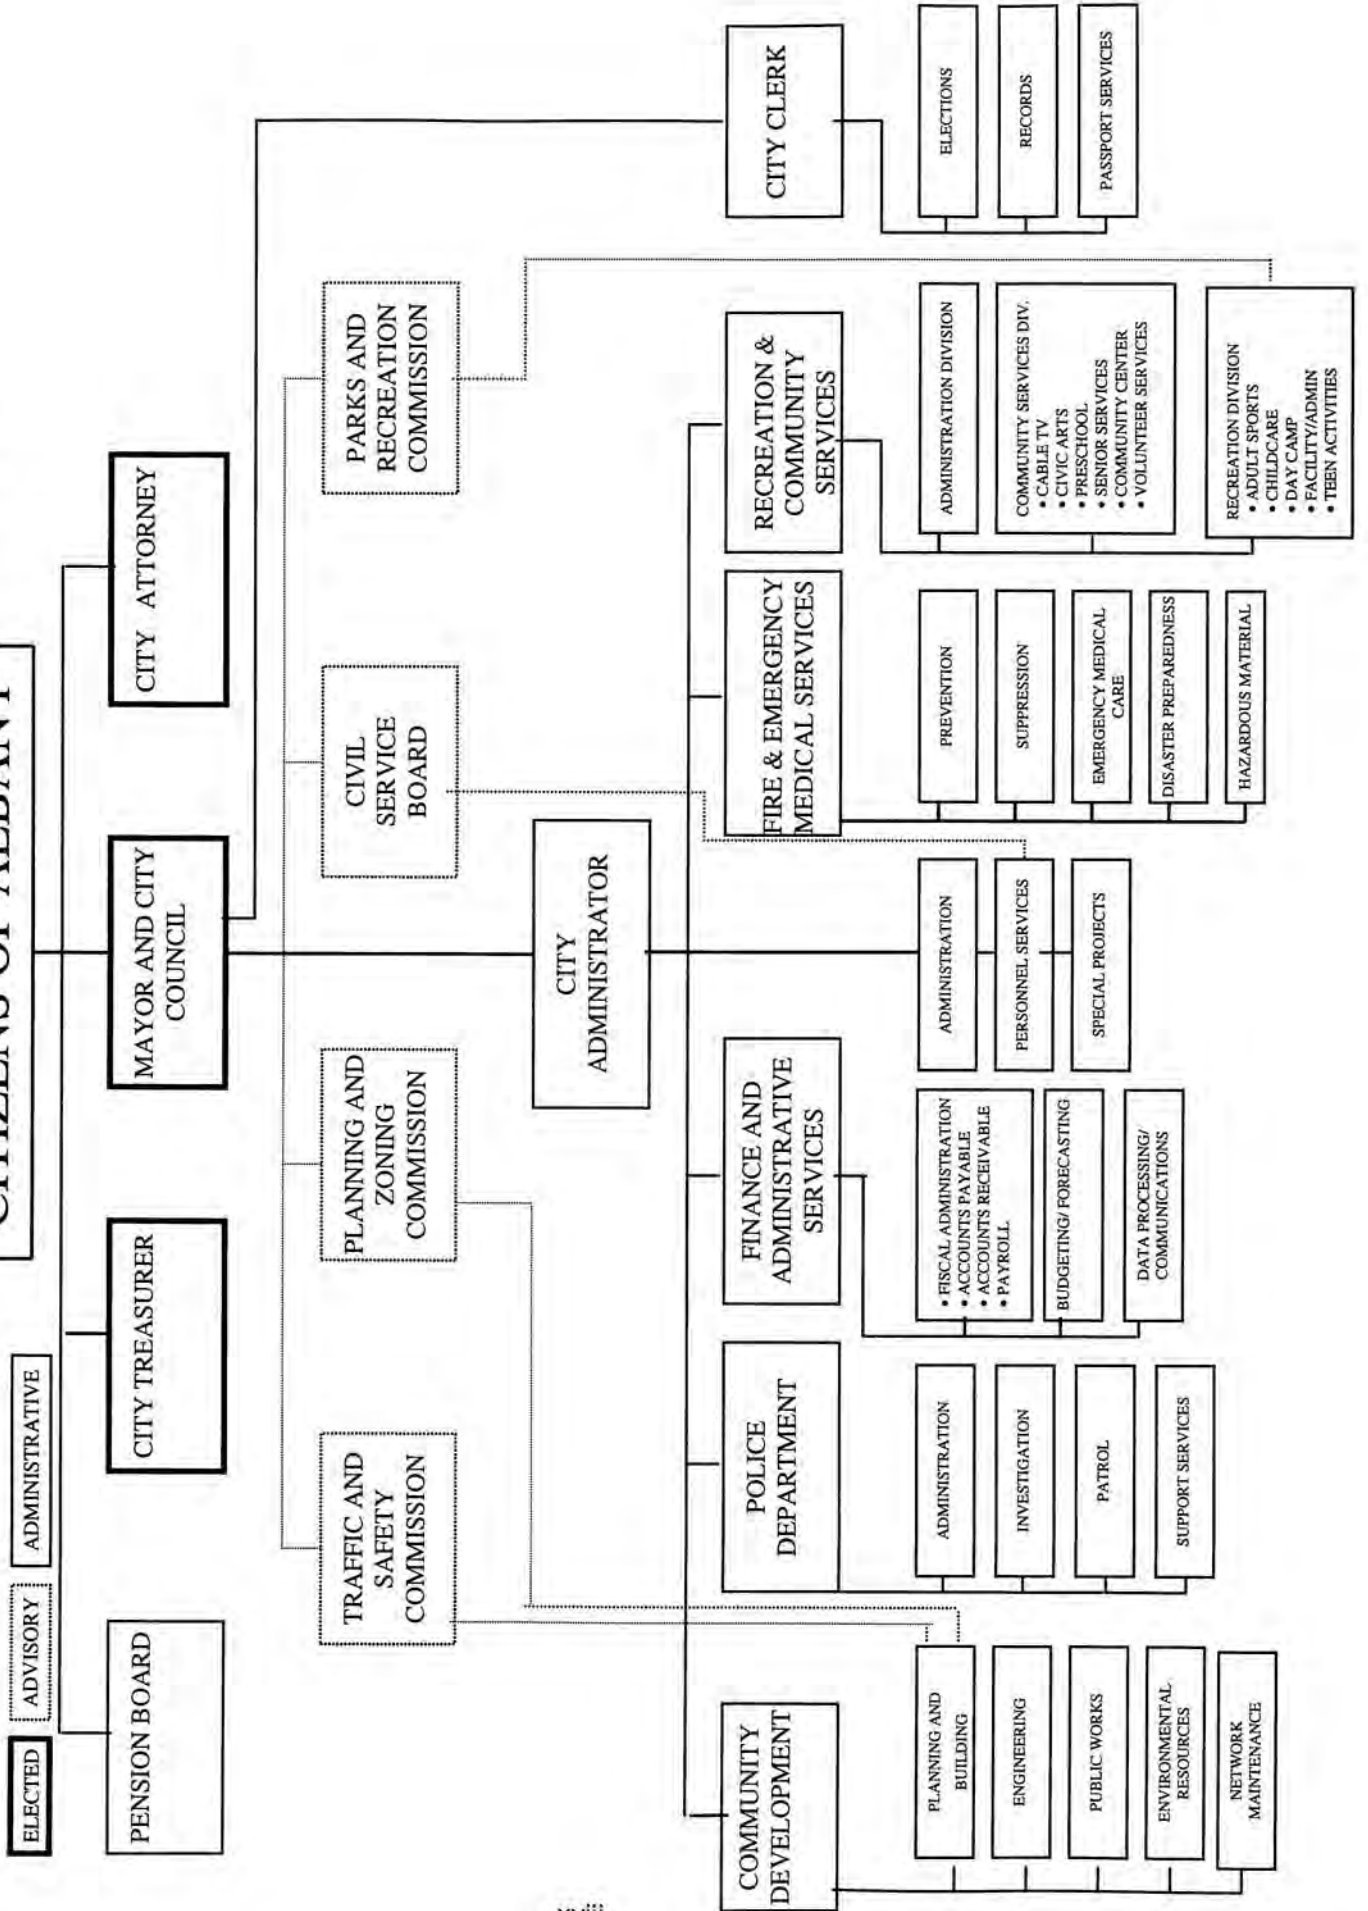 CITIZENS OF ALBANY
ELECTED
ADVISORY
ADMINISTRATIVE
PENSION BOARD
CITY TREASURER
MAYOR AND CITY
COUNCIL
CITY ATTORNEY
TRAFFIC AND
SAFETY
COMMISSION
PLANNING AND
ZONING
COMMISSION
CIVIL
SERVICE
BOARD
PARKS AND
RECREATION
COMMISSION
CITY
ADMINISTRATOR
COMMUNITY
DEVELOPMENT
POLICE
DEPARTMENT
FINANCE AND
ADMINISTRATIVE
SERVICES
FIRE & EMERGENCY
MEDICAL SERVICES
RECREATION &
COMMUNITY
SERVICES
CITY CLERK
PLANNING AND
BUILDING
ENGINEERING
PUBLIC WORKS
ENVIRONMENTAL
RESOURCES
NETWORK
MAINTENANCE
ADMINISTRATION
INVESTIGATION
PATROL
SUPPORT SERVICES
• FISCAL ADMINISTRATION
• ACCOUNTS PAYABLE
• ACCOUNTS RECEIVABLE
• PAYROLL
BUDGETING/ FORECASTING
DATA PROCESSING/
COMMUNICATIONS
ADMINISTRATION
PERSONNEL SERVICES
SPECIAL PROJECTS
PREVENTION
SUPPRESSION
EMERGENCY MEDICAL
CARE
DISASTER PREPAREDNESS
HAZARDOUS MATERIAL
ADMINISTRATION DIVISION
COMMUNITY SERVICES DIV.
• CABLE TV
• CIVIC ARTS
• PRESCHOOL
• SENIOR SERVICES
• COMMUNITY CENTER
• VOLUNTEER SERVICES
RECREATION DIVISION
• ADULT SPORTS
• CHILDCARE
• DAY CAMP
• FACILITY/ADMIN
• TEEN ACTIVITIES
ELECTIONS
RECORDS
PASSPORT SERVICES
xviii